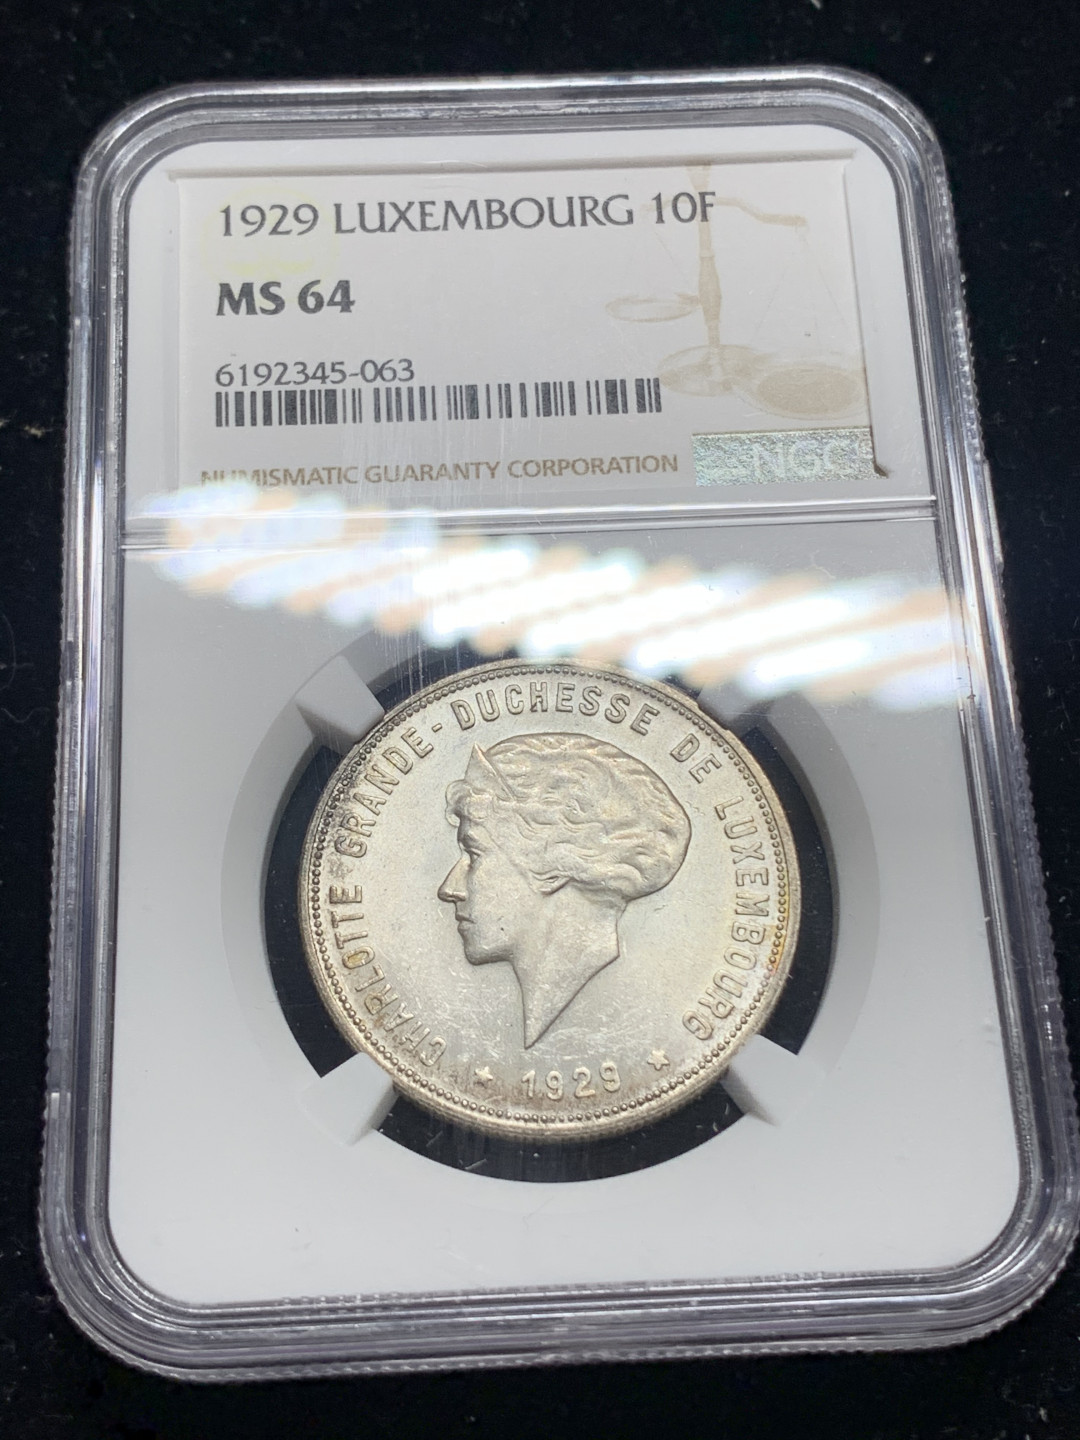 1929 LUXEMBOURG 10F
MS 64
6192345-063
NUMISMATIC GUARANTY CORPORATION
NGC
CHARLOTTE GRANDE-DUCHESSE DE LUXEMBOURG
★ 1929 ★